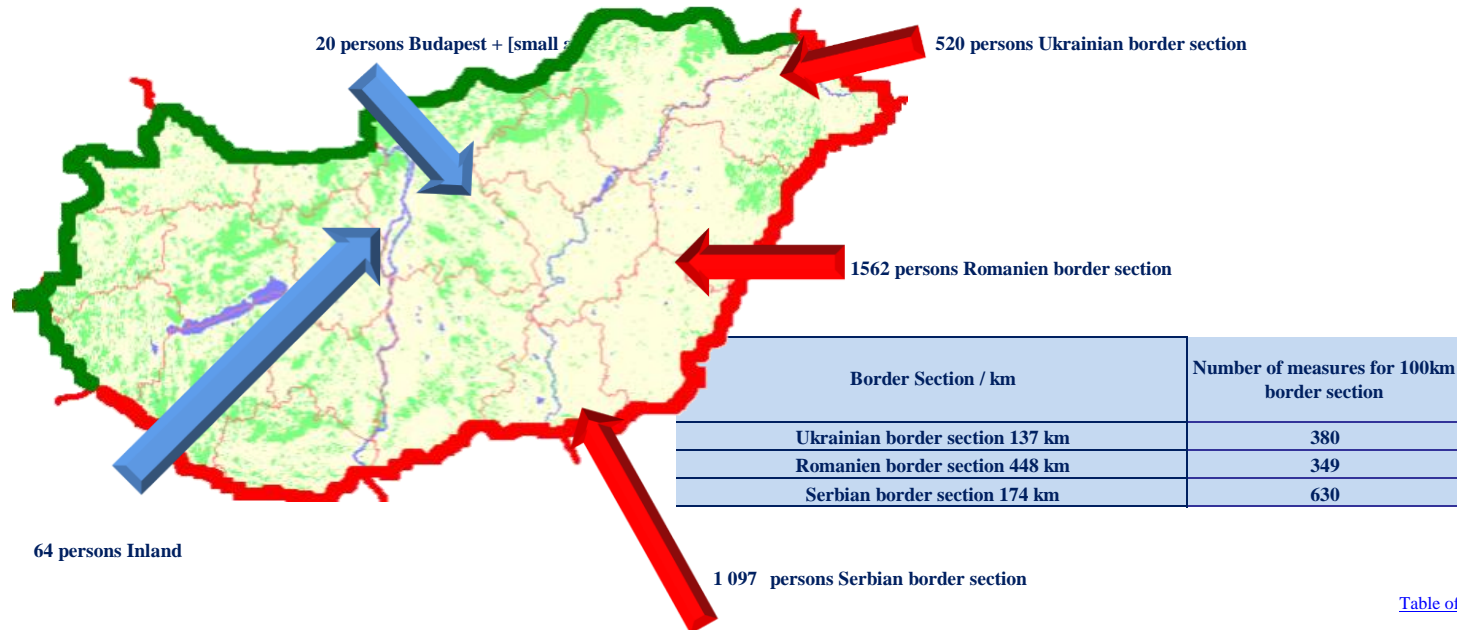 20 persons Budapest + [small
520 persons Ukrainian border section
1562 persons Romanien border section
Border Section / km
Number of measures for 100km
border section
Ukrainian border section 137 km
380
Romanien border section 448 km
349
Serbian border section 174 km
630
64 persons Inland
1 097 persons Serbian border section
Table of